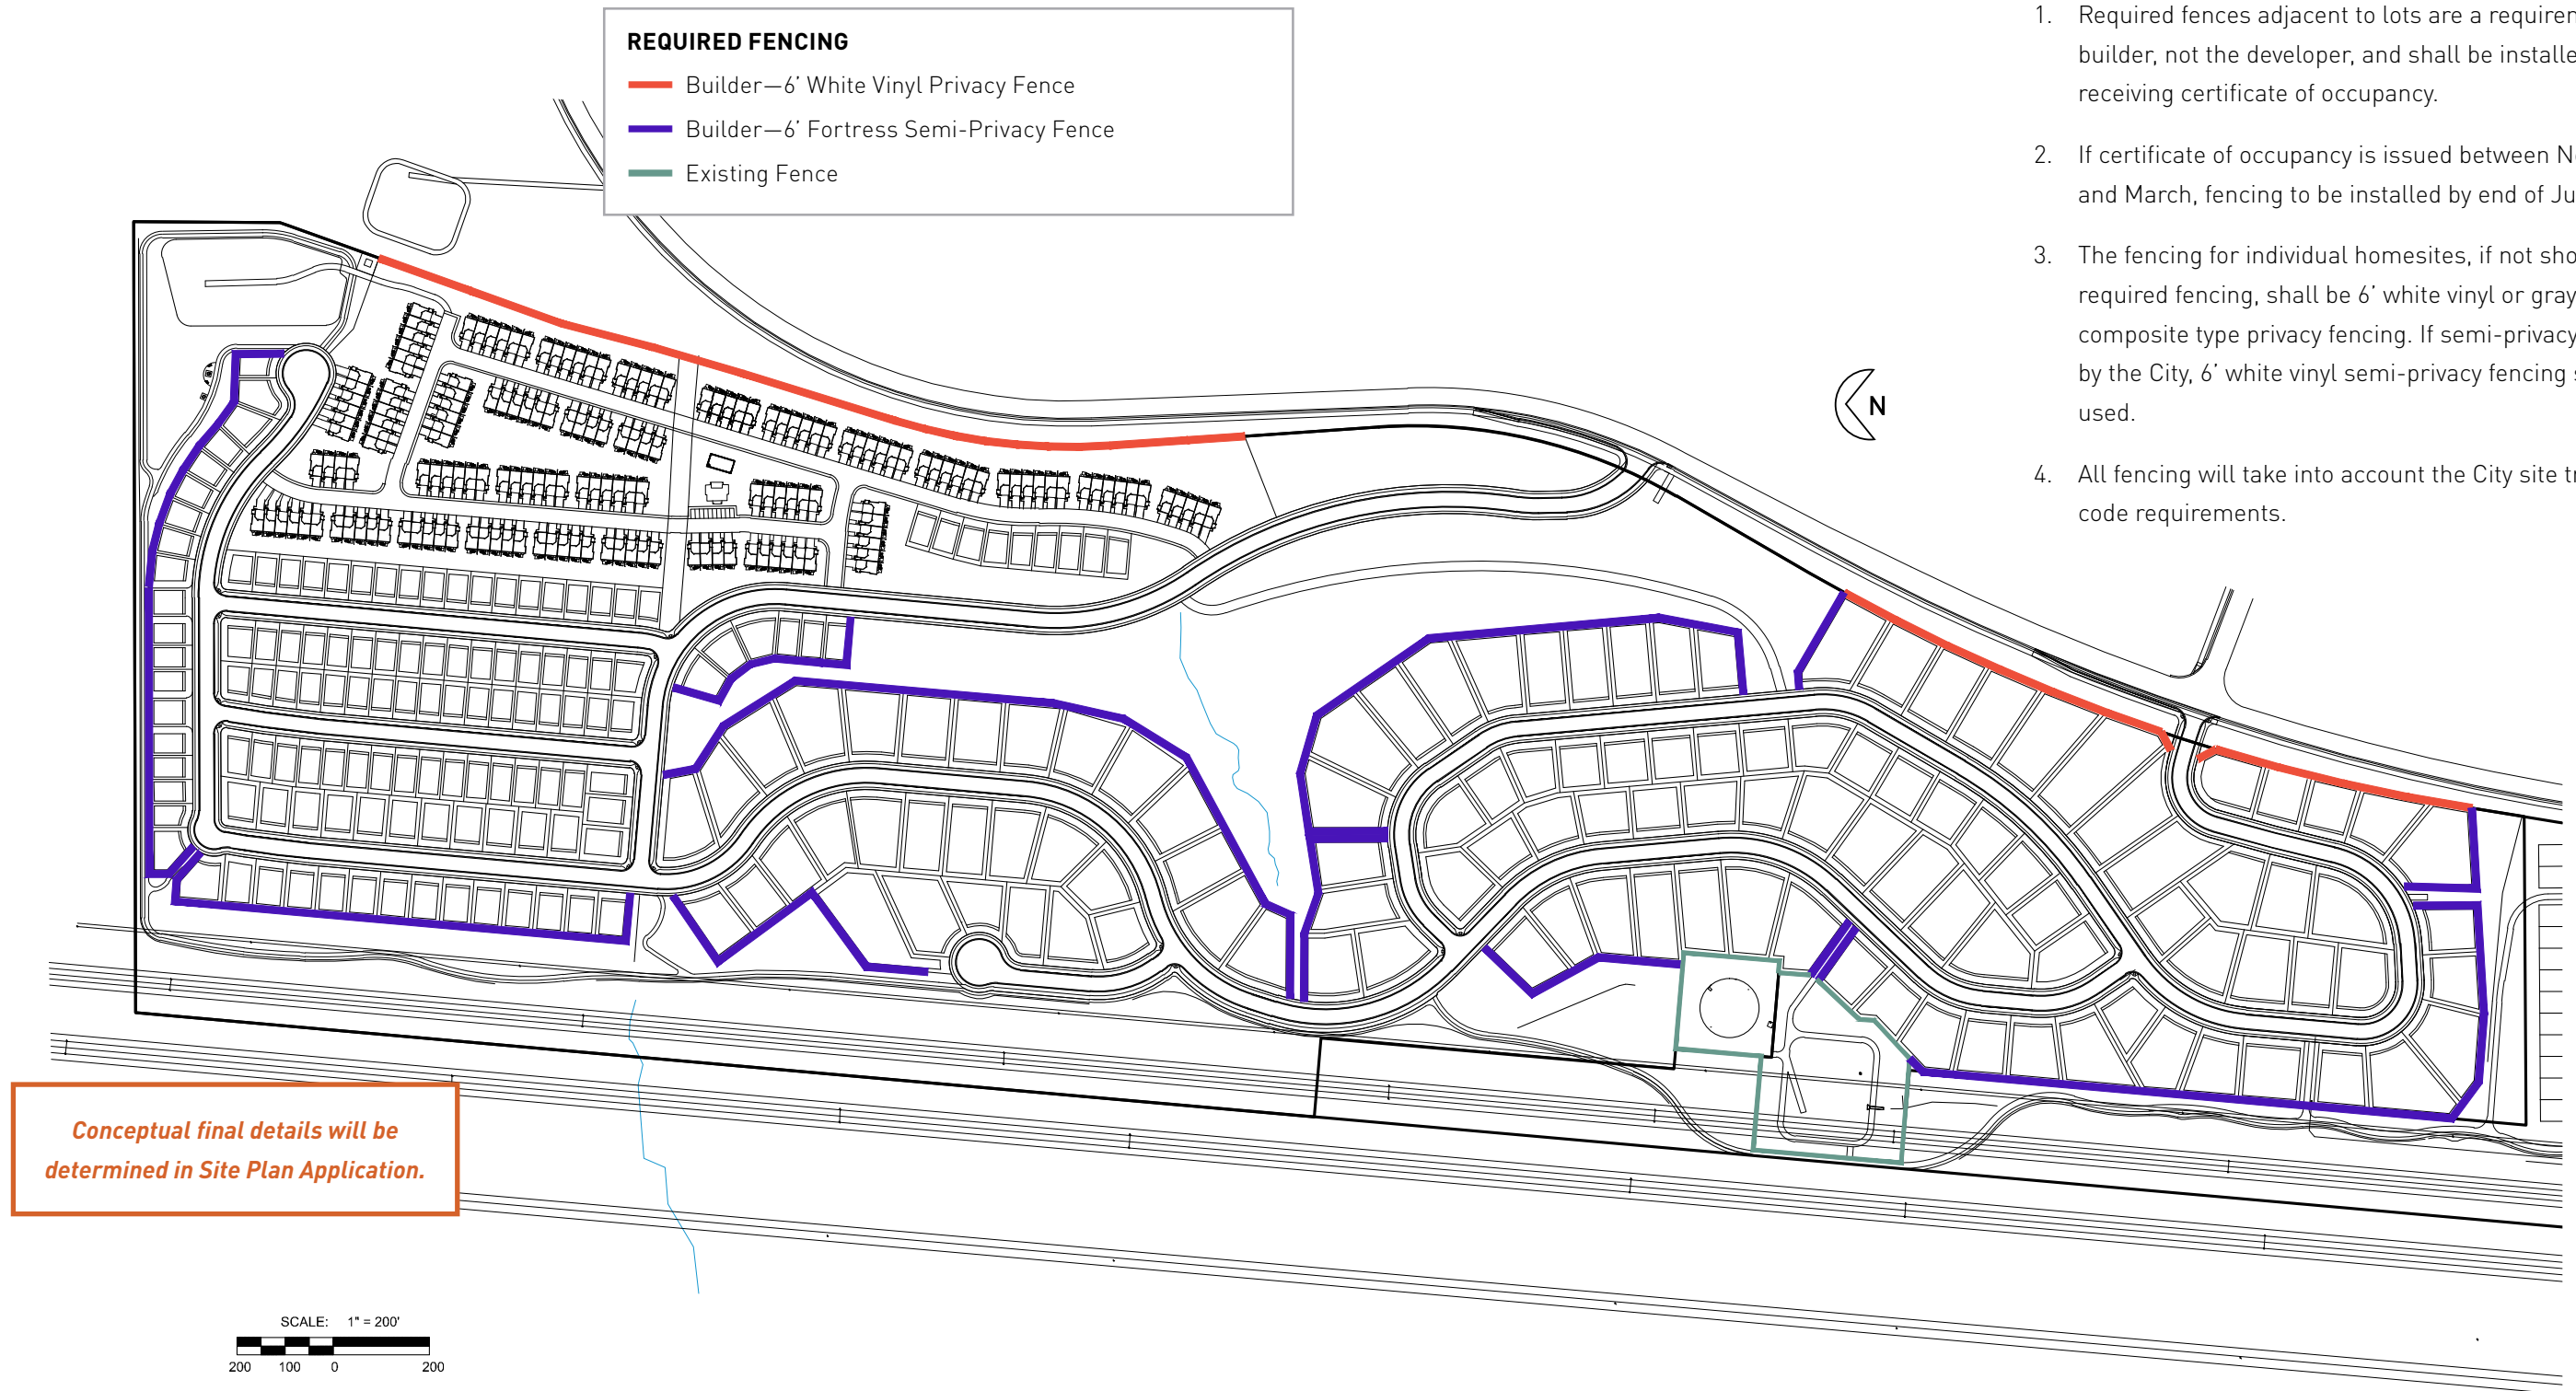 REQUIRED FENCING
Builder—6’ White Vinyl Privacy Fence
Builder—6’ Fortress Semi-Privacy Fence
Existing Fence
1. Required fences adjacent to lots are a
builder, not the developer, and shall be
receiving certificate of occupancy.
2. If certificate of occupancy is issued between
and March, fencing to be installed by end of
3. The fencing for individual homesites, if not
required fencing, shall be 6’ white vinyl or gray
composite type privacy fencing. If semi-privacy
by the City, 6’ white vinyl semi-privacy fencing
used.
4. All fencing will take into account the City site
code requirements.
N
Conceptual final details will be
determined in Site Plan Application.
SCALE: 1" = 200'
200 100 0 200